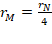 r_M = r_N/4